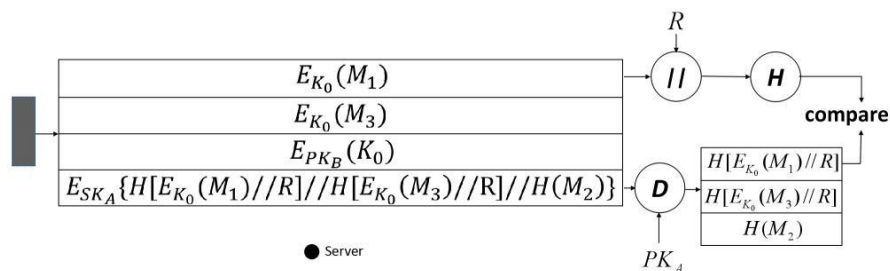 R
E_{K_0}(M_1)
//
H
E_{K_0}(M_3)
compare
E_{PK_B}(K_0)
H[E_{K_0}(M_1)//R]
E_{SK_A}{H[E_{K_0}(M_1)//R]//H[E_{K_0}(M_3)//R]//H(M_2)}
D
H[E_{K_0}(M_3)//R]
H(M_2)
Server
PK_A